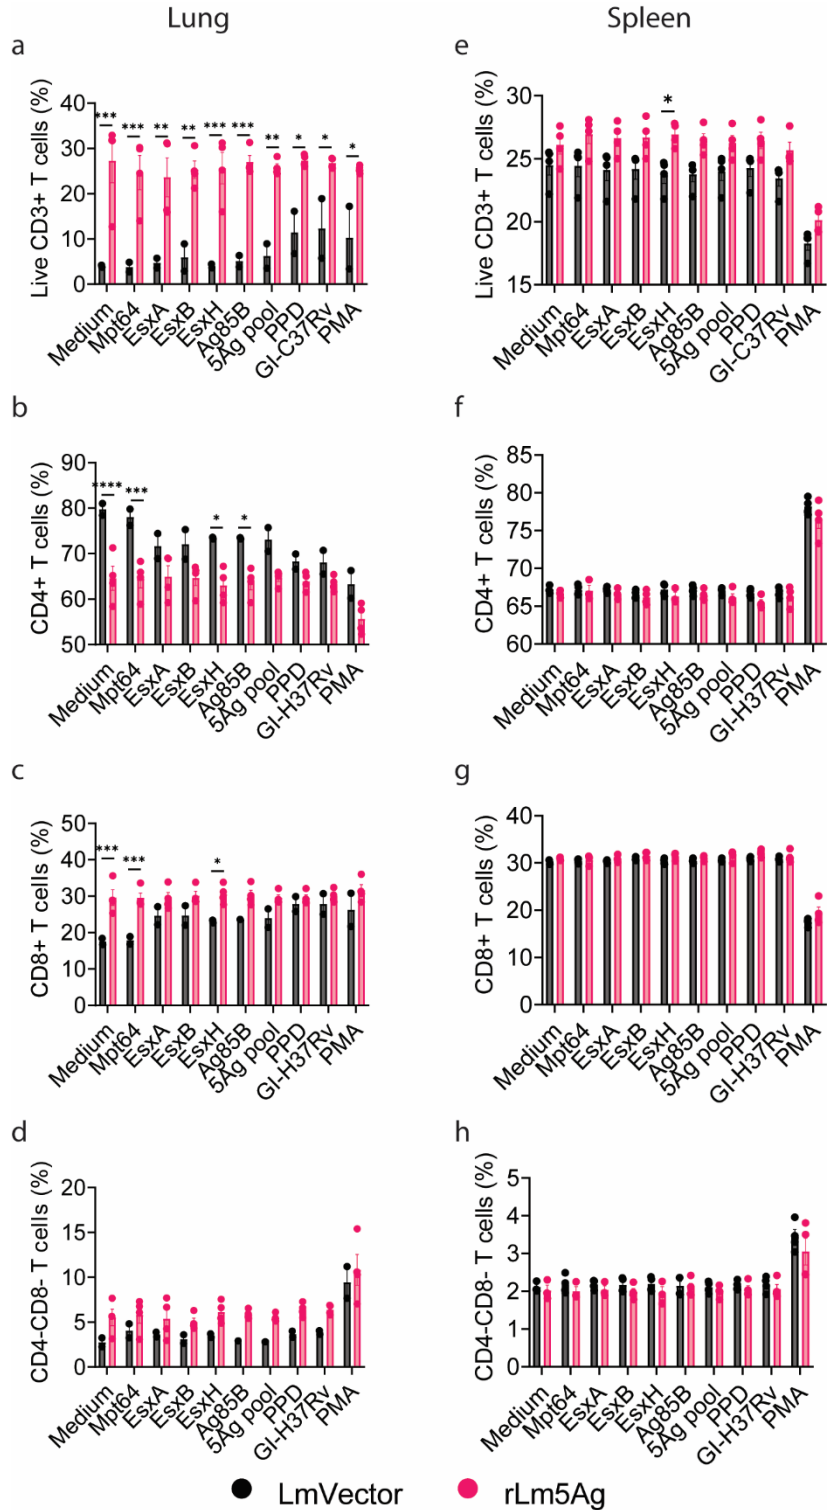 Lung
Spleen
a
Live CD3+ T cells (%)
40
30
20
10
0
*** *** ** ** *** *** ** * * *
Medium
Mpt64
EsxA
EsxB
EsxH
Ag85B
5Ag pool
PPD
GI-C37Rv
PMA
e
Live CD3+ T cells (%)
30
25
20
15
*
Medium
Mpt64
EsxA
EsxB
EsxH
Ag85B
5Ag pool
PPD
GI-C37Rv
PMA
b
CD4+ T cells (%)
90
80
70
60
50
**** *** * *
Medium
Mpt64
EsxA
EsxB
EsxH
Ag85B
5Ag pool
PPD
GI-H37Rv
PMA
f
CD4+ T cells (%)
85
80
75
70
65
60
Medium
Mpt64
EsxA
EsxB
EsxH
Ag85B
5Ag pool
PPD
GI-H37Rv
PMA
c
CD8+ T cells (%)
50
40
30
20
10
0
*** *** *
Medium
Mpt64
EsxA
EsxB
EsxH
Ag85B
5Ag pool
PPD
GI-H37Rv
PMA
g
CD8+ T cells (%)
40
30
20
10
0
Medium
Mpt64
EsxA
EsxB
EsxH
Ag85B
5Ag pool
PPD
GI-H37Rv
PMA
d
CD4-CD8- T cells (%)
20
15
10
5
0
Medium
Mpt64
EsxA
EsxB
EsxH
Ag85B
5Ag pool
PPD
GI-H37Rv
PMA
h
CD4-CD8- T cells (%)
5
4
3
2
1
0
Medium
Mpt64
EsxA
EsxB
EsxH
Ag85B
5Ag pool
PPD
GI-H37Rv
PMA
LmVector
rLm5Ag